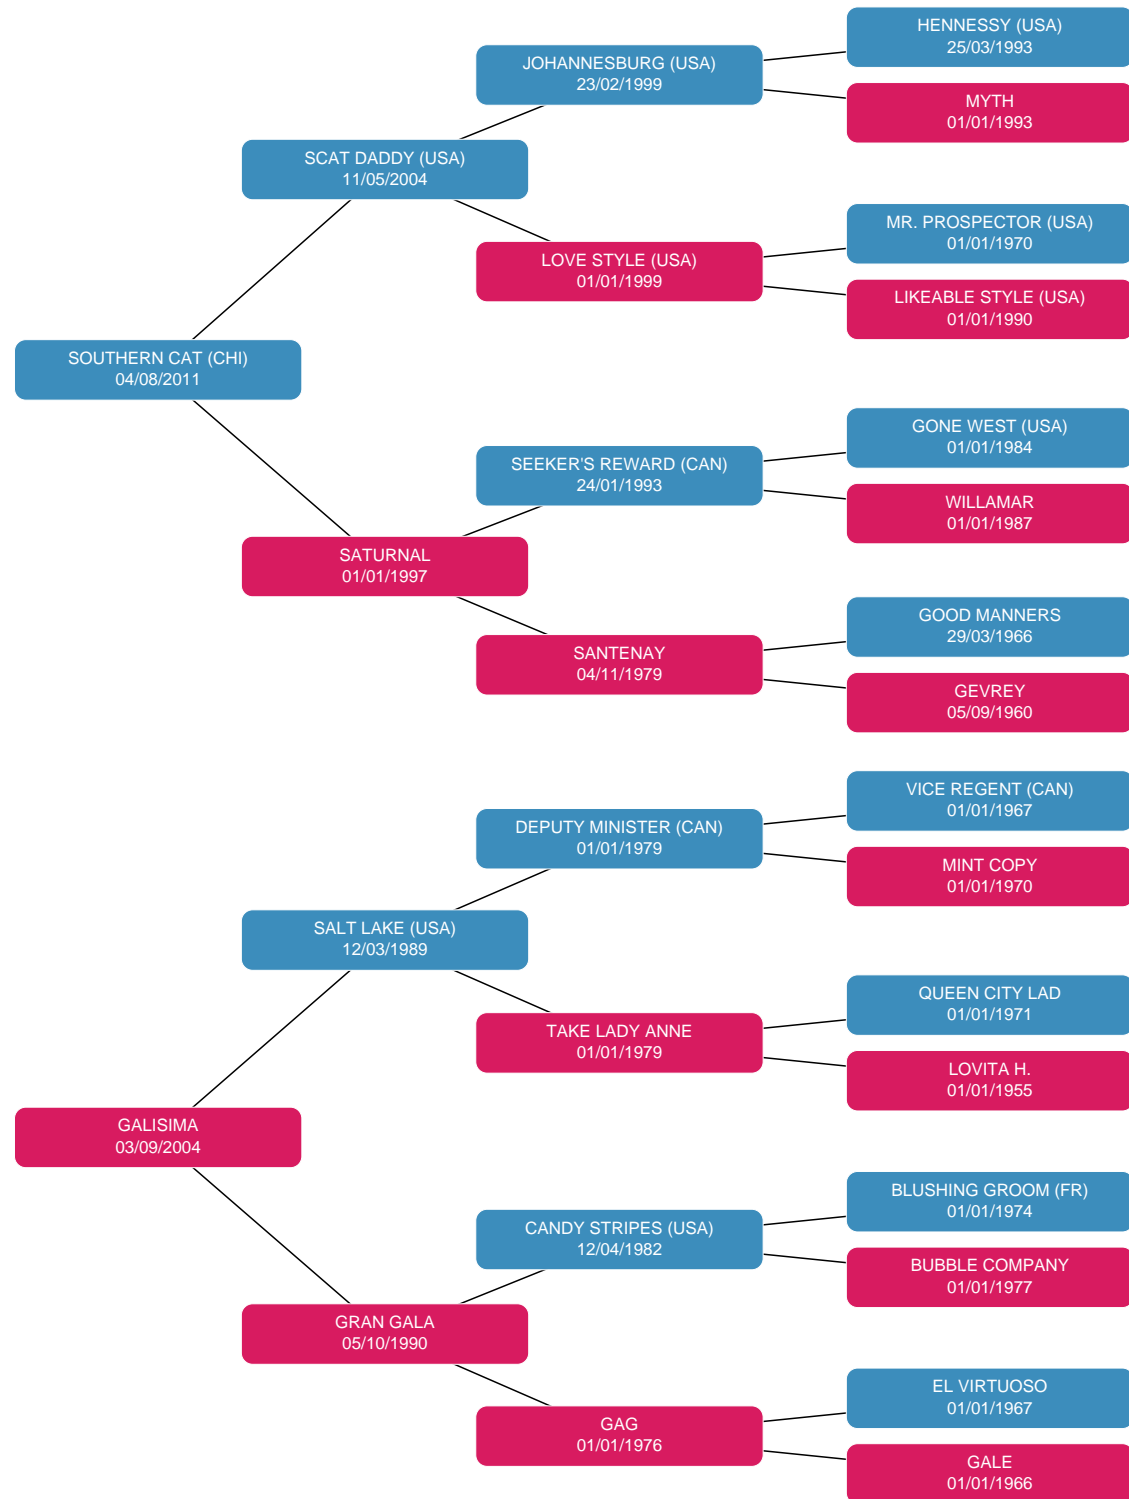 HENNESSY (USA)
25/03/1993
JOHANNESBURG (USA)
23/02/1999
MYTH
01/01/1993
SCAT DADDY (USA)
11/05/2004
MR. PROSPECTOR (USA)
01/01/1970
LOVE STYLE (USA)
01/01/1999
LIKEABLE STYLE (USA)
01/01/1990
SOUTHERN CAT (CHI)
04/08/2011
GONE WEST (USA)
01/01/1984
SEEKER'S REWARD (CAN)
24/01/1993
WILLAMAR
01/01/1987
SATURNAL
01/01/1997
GOOD MANNERS
29/03/1966
SANTENAY
04/11/1979
GEVREY
05/09/1960
VICE REGENT (CAN)
01/01/1967
DEPUTY MINISTER (CAN)
01/01/1979
MINT COPY
01/01/1970
SALT LAKE (USA)
12/03/1989
QUEEN CITY LAD
01/01/1971
TAKE LADY ANNE
01/01/1979
LOVITA H.
01/01/1955
GALISIMA
03/09/2004
BLUSHING GROOM (FR)
01/01/1974
CANDY STRIPES (USA)
12/04/1982
BUBBLE COMPANY
01/01/1977
GRAN GALA
05/10/1990
EL VIRTUOSO
01/01/1967
GAG
01/01/1976
GALE
01/01/1966